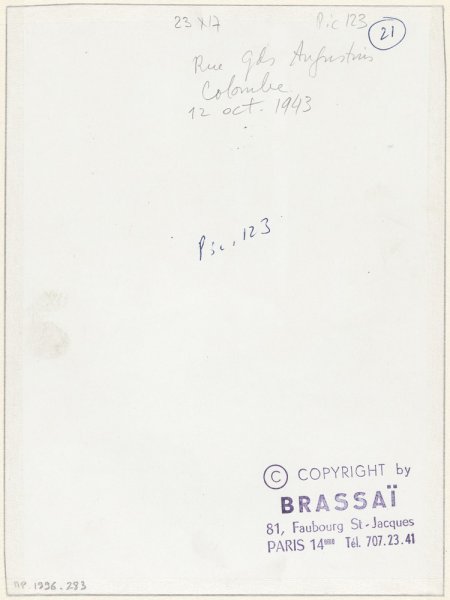 23 x 17
Pic 123
21
Rue gds Augustins
Colombe
12 oct. 1943
Pic. 123
© COPYRIGHT by
BRASSAÏ
81, Faubourg St-Jacques
PARIS 14ème Tél. 707.23.41
MP. 1996-283